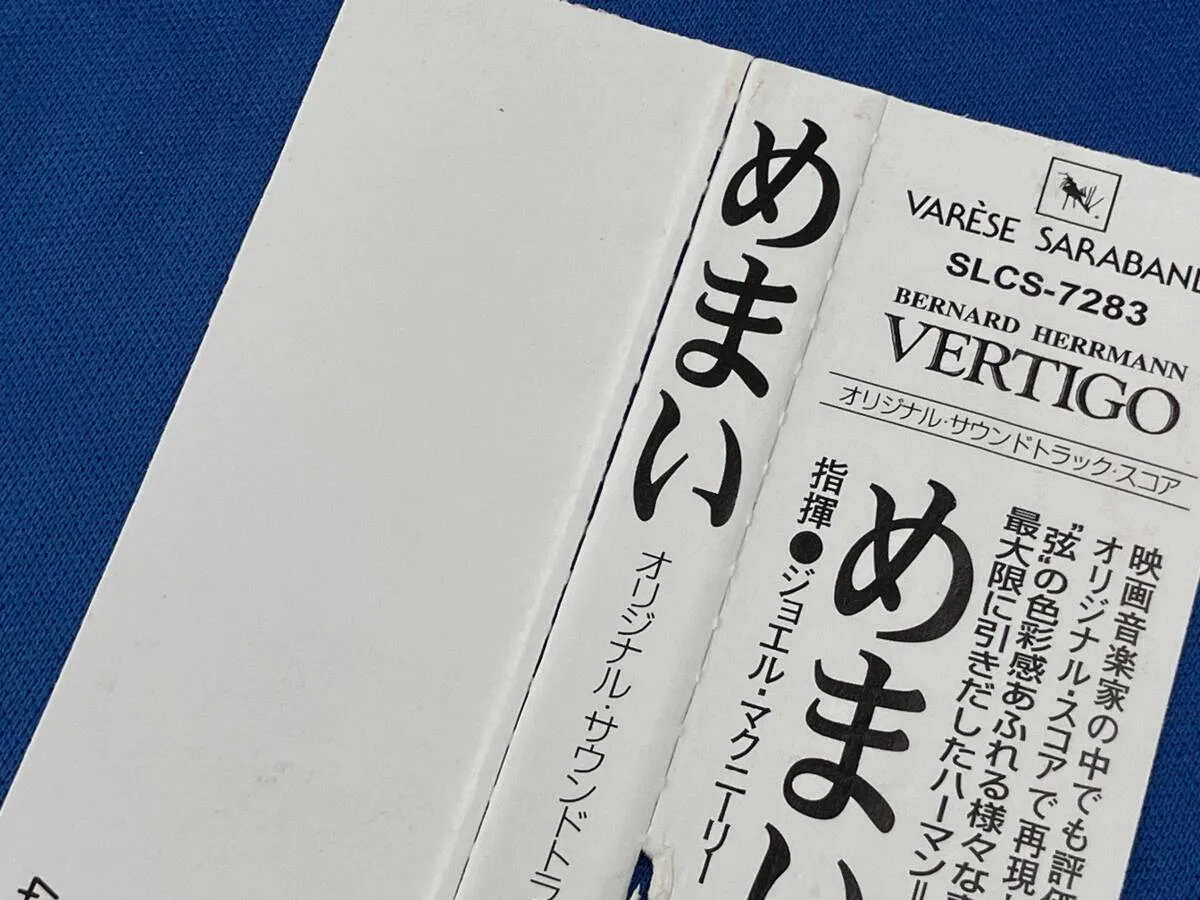 めまい
オリジナル・サウンドトラ
VARÈSE SARABAND
SLCS-7283
BERNARD HERRMANN
VERTIGO
オリジナル・サウンドトラック・スコア
映画音楽家の中でも評価
オリジナル・スコアで再現
"弦"の色彩感あふれる様々な
最大限に引きだしたハーマン=
めまい
指揮●ジョエル・マクニーリー
4